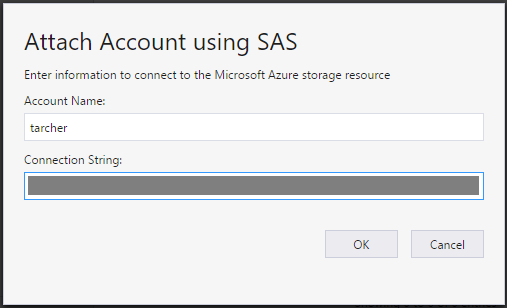 Attach Account using SAS
Enter information to connect to the Microsoft Azure storage resource
Account Name:
tarcher
Connection String:
OK
Cancel